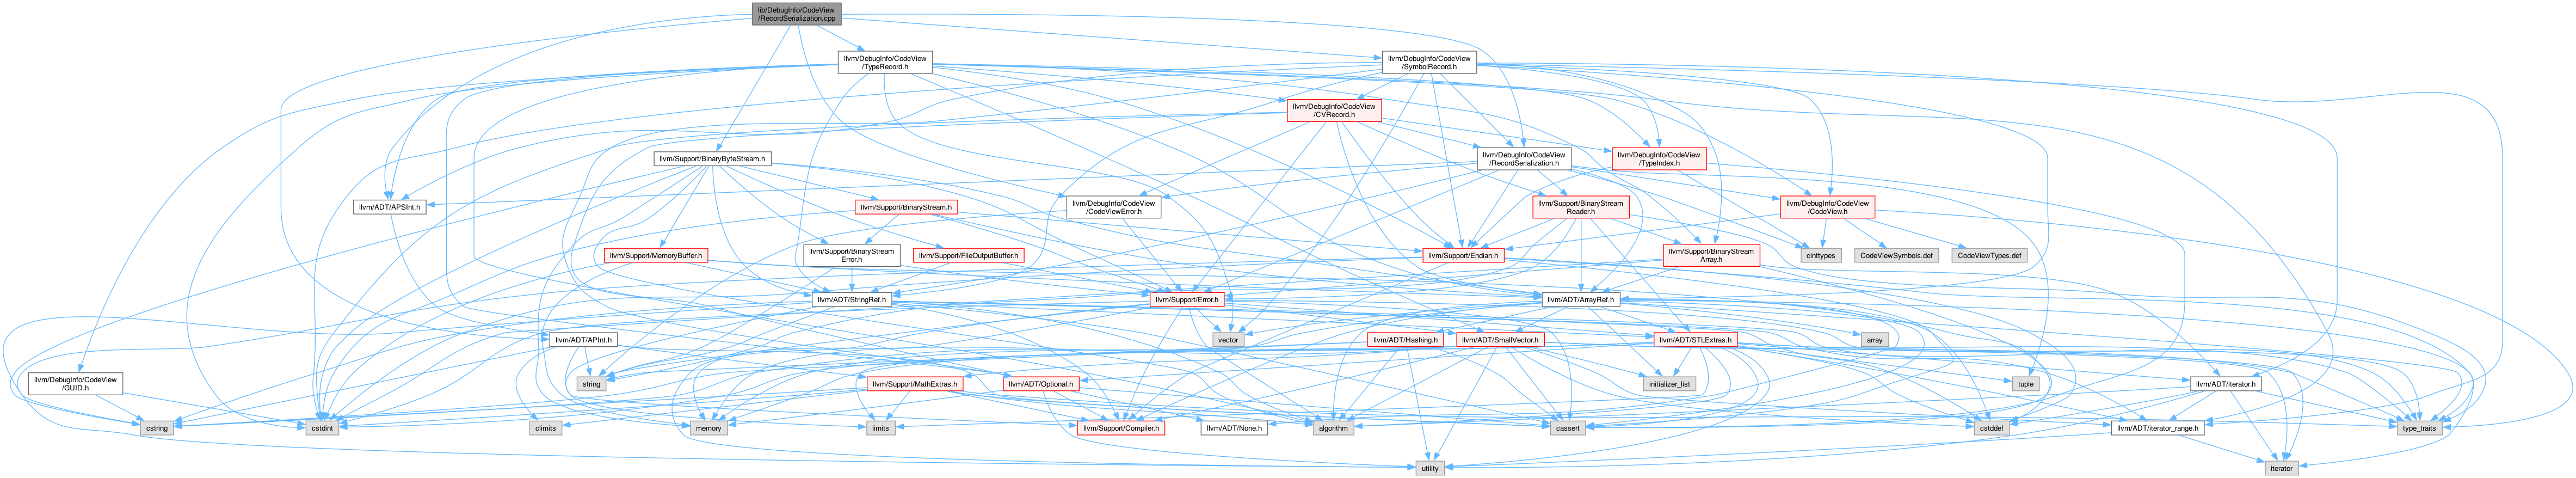 lib/DebugInfo/CodeView
/RecordSerialization.cpp
llvm/DebugInfo/CodeView
/TypeRecord.h
llvm/DebugInfo/CodeView
/SymbolRecord.h
llvm/DebugInfo/CodeView
/CVRecord.h
llvm/Support/BinaryByteStream.h
llvm/DebugInfo/CodeView
/RecordSerialization.h
llvm/DebugInfo/CodeView
/TypeIndex.h
llvm/ADT/APSInt.h
llvm/Support/BinaryStream.h
llvm/DebugInfo/CodeView
/CodeViewError.h
llvm/Support/BinaryStream
Reader.h
llvm/DebugInfo/CodeView
/CodeView.h
llvm/Support/MemoryBuffer.h
llvm/Support/BinaryStream
Error.h
llvm/Support/FileOutputBuffer.h
llvm/Support/Endian.h
llvm/Support/BinaryStream
Array.h
cinttypes
CodeViewSymbols.def
CodeViewTypes.def
llvm/ADT/StringRef.h
llvm/Support/Error.h
llvm/ADT/ArrayRef.h
llvm/ADT/APInt.h
vector
llvm/ADT/Hashing.h
llvm/ADT/SmallVector.h
llvm/ADT/STLExtras.h
array
llvm/DebugInfo/CodeView
/GUID.h
string
llvm/Support/MathExtras.h
llvm/ADT/Optional.h
initializer_list
tuple
llvm/ADT/iterator.h
cstring
cstdint
climits
memory
limits
llvm/Support/Compiler.h
llvm/ADT/None.h
algorithm
cassert
cstddef
llvm/ADT/iterator_range.h
type_traits
utility
iterator